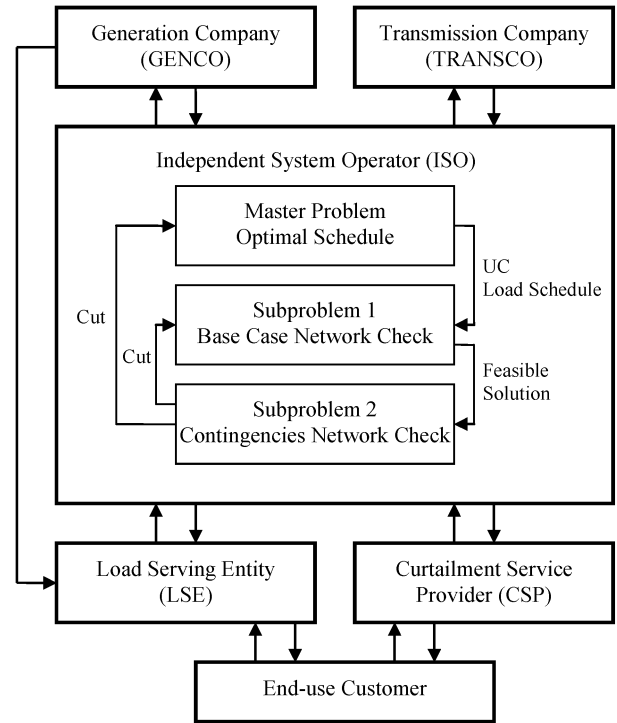 Generation Company
(GENCO)
Transmission Company
(TRANSCO)
Independent System Operator (ISO)
Master Problem
Optimal Schedule
UC
Load Schedule
Cut
Subproblem 1
Base Case Network Check
Cut
Feasible
Solution
Subproblem 2
Contingencies Network Check
Load Serving Entity
(LSE)
Curtailment Service
Provider (CSP)
End-use Customer